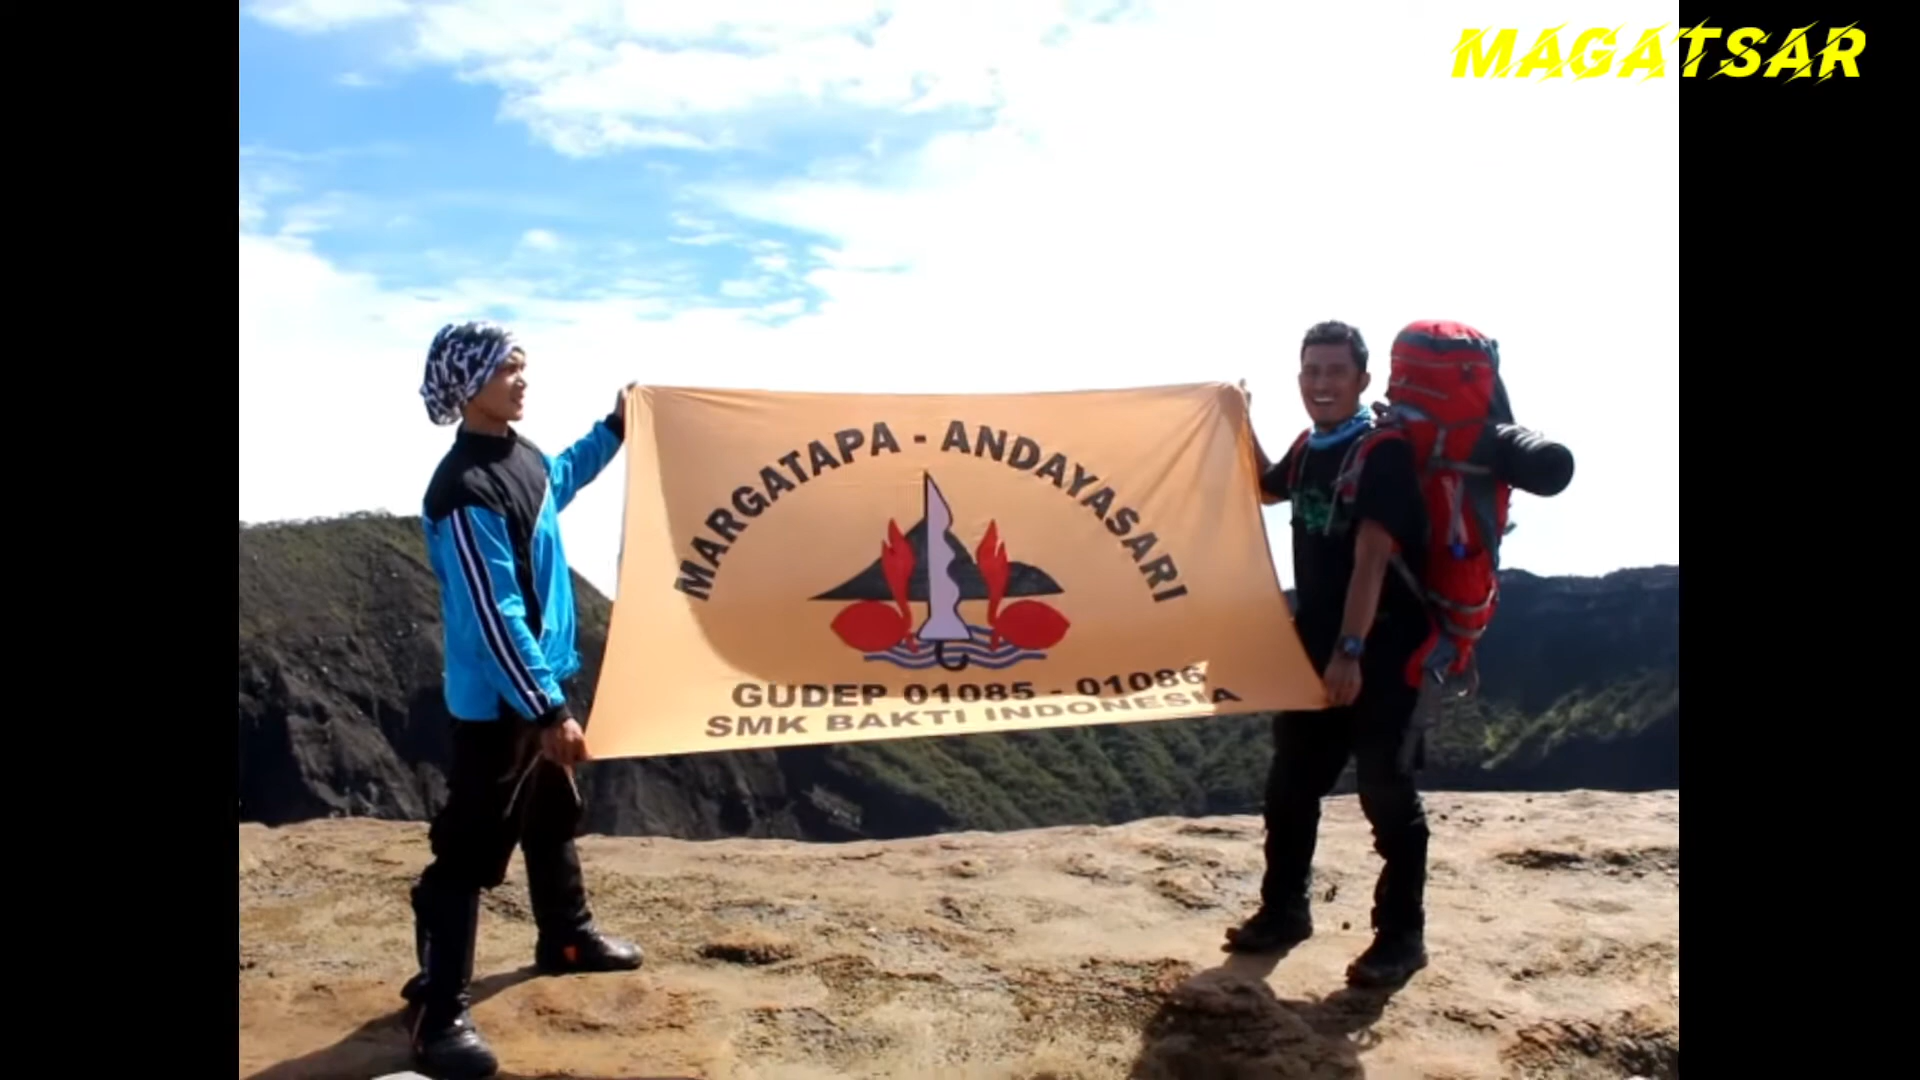 MAGATSAR
MARGATAPA - ANDAYASARI
GUDEP 01085 - 01086
SMK BAKTI INDONESIA